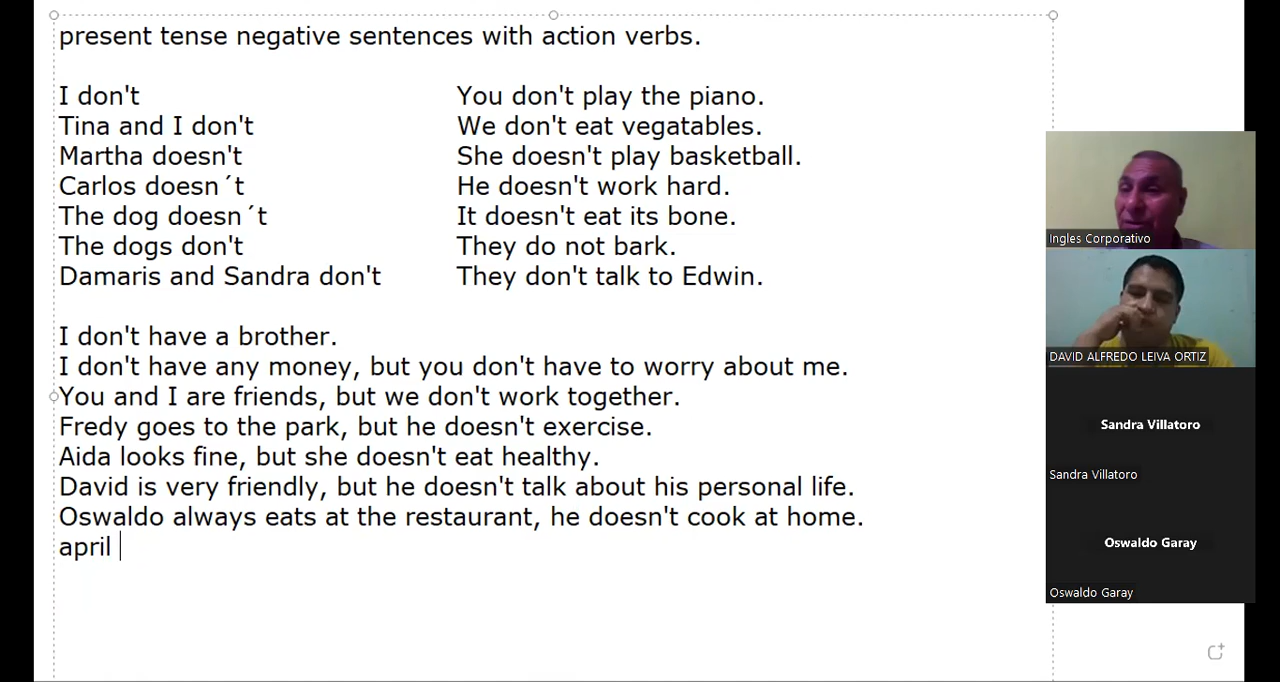 present tense negative sentences with action verbs.
I don't You don't play the piano.
Tina and I don't We don't eat vegatables.
Martha doesn't She doesn't play basketball.
Carlos doesn´t He doesn't work hard.
The dog doesn´t It doesn't eat its bone.
The dogs don't They do not bark.
Damaris and Sandra don't They don't talk to Edwin.
I don't have a brother.
I don't have any money, but you don't have to worry about me.
You and I are friends, but we don't work together.
Fredy goes to the park, but he doesn't exercise.
Aida looks fine, but she doesn't eat healthy.
David is very friendly, but he doesn't talk about his personal life.
Oswaldo always eats at the restaurant, he doesn't cook at home.
april
Ingles Corporativo
DAVID ALFREDO LEIVA ORTIZ
Sandra Villatoro
Sandra Villatoro
Oswaldo Garay
Oswaldo Garay